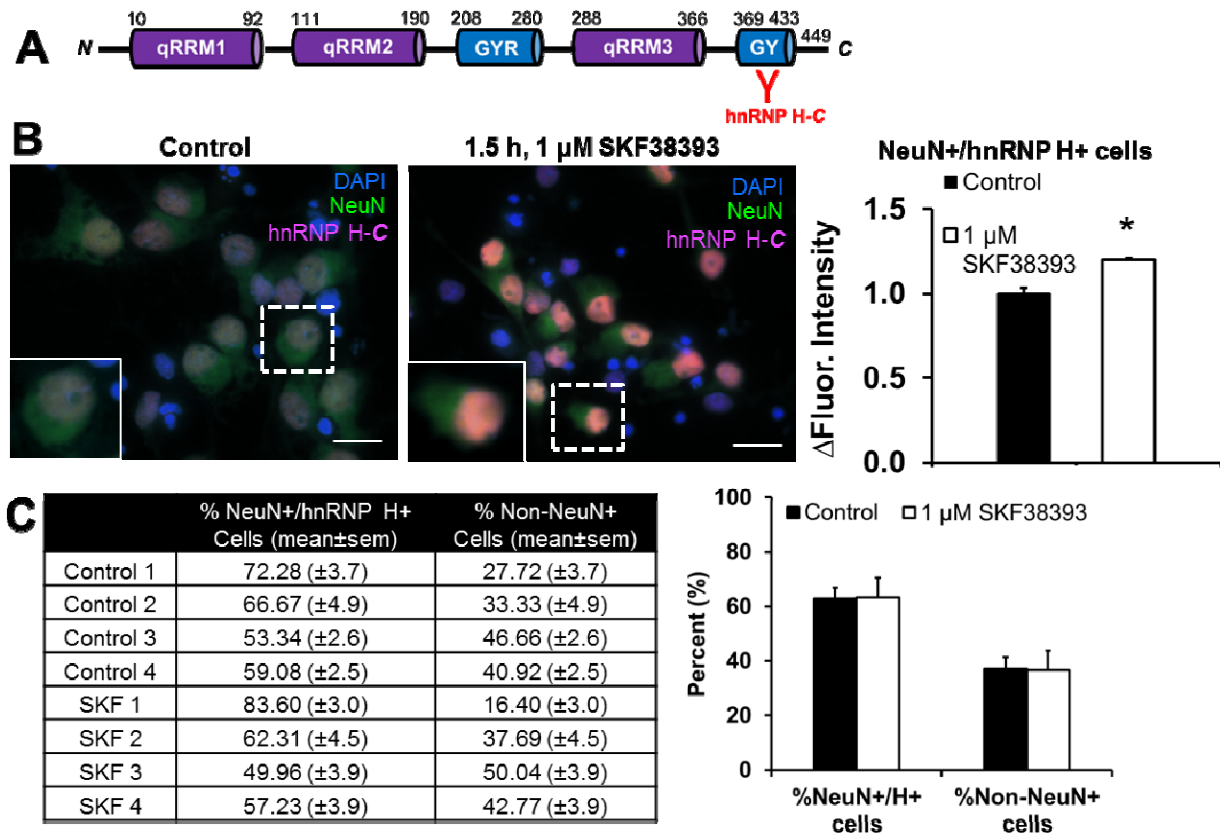 A
N
10 92 111 190 208 280 288 366 369 433
449
qRRM1 qRRM2 GYR qRRM3 GY
C
hnRNP H-C
B
Control
DAPI
NeuN
hnRNP H-C
1.5 h, 1 µM SKF38393
DAPI
NeuN
hnRNP H-C
NeuN+/hnRNP H+ cells
Control
1 µM
SKF38393
*
ΔFluor. Intensity
1.5
1.0
0.5
0.0
C
% NeuN+/hnRNP H+ % Non-NeuN+
Cells (mean±sem) Cells (mean±sem)
Control 1 72.28 (±3.7) 27.72 (±3.7)
Control 2 66.67 (±4.9) 33.33 (±4.9)
Control 3 53.34 (±2.6) 46.66 (±2.6)
Control 4 59.08 (±2.5) 40.92 (±2.5)
SKF 1 83.60 (±3.0) 16.40 (±3.0)
SKF 2 62.31 (±4.5) 37.69 (±4.5)
SKF 3 49.96 (±3.9) 50.04 (±3.9)
SKF 4 57.23 (±3.9) 42.77 (±3.9)
Control 1 µM SKF38393
Percent (%)
100
80
60
40
20
0
%NeuN+/H+ %Non-NeuN+
cells cells